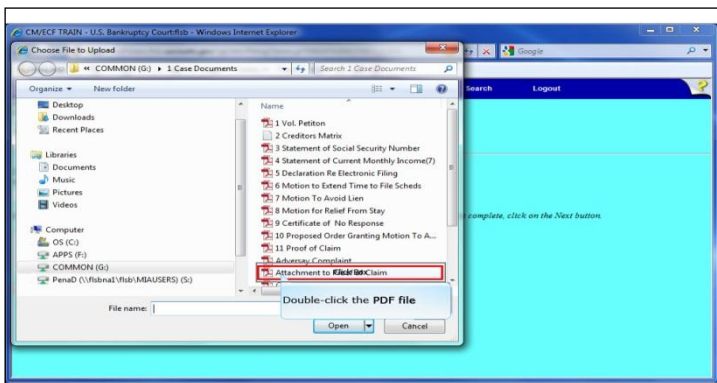 CM/ECF TRAIN - U.S. Bankruptcy Court:flsb - Windows Internet Explorer
Choose File to Upload
Google
« COMMON (G:) ▸ 1 Case Documents
Search 1 Case Documents
Organize
New folder
Search
Logout
Desktop
Downloads
Recent Places
Libraries
Documents
Music
Pictures
Videos
Computer
OS (C:)
APPS (F:)
COMMON (G:)
PenaD (\\flsbna1\flsb\MIAUSERS) (S:)
Name
1 Vol. Petiton
2 Creditors Matrix
3 Statement of Social Security Number
4 Statement of Current Monthly Income(7)
5 Declaration Re Electronic Filing
6 Motion to Extend Time to File Scheds
7 Motion To Avoid Lien
8 Motion for Relief From Stay
9 Certificate of No Response
10 Proposed Order Granting Motion To A...
11 Proof of Claim
Adversary Complaint
Attachment to Claim
Click Box
complete, click on the Next button.
Double-click the PDF file
File name:
Open
Cancel